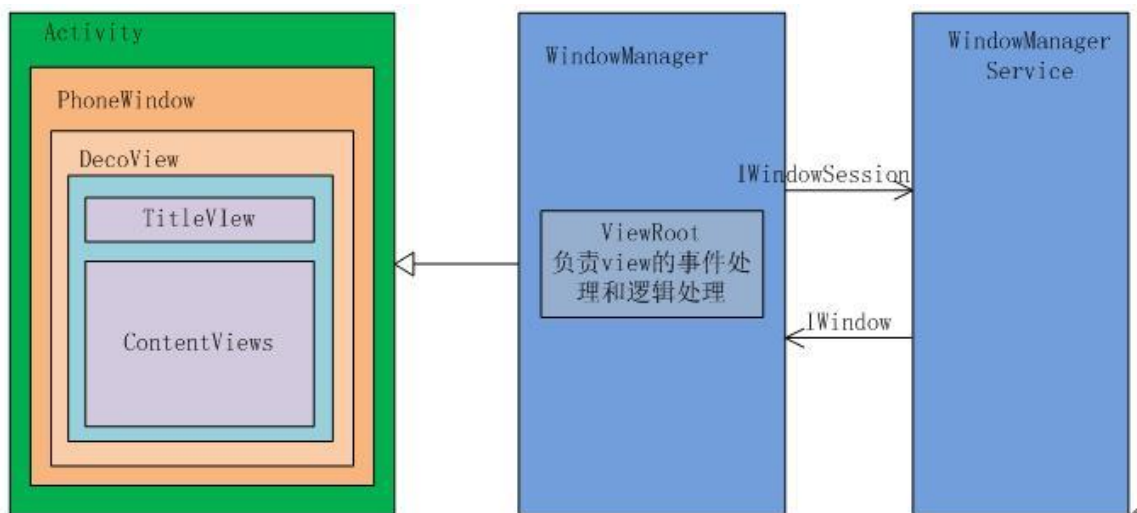 Activity
PhoneWindow
DecoView
TitleVIew
ContentViews
WindowManager
ViewRoot
负责view的事件处
理和逻辑处理
IWindowSession
IWindow
WindowManager
Service